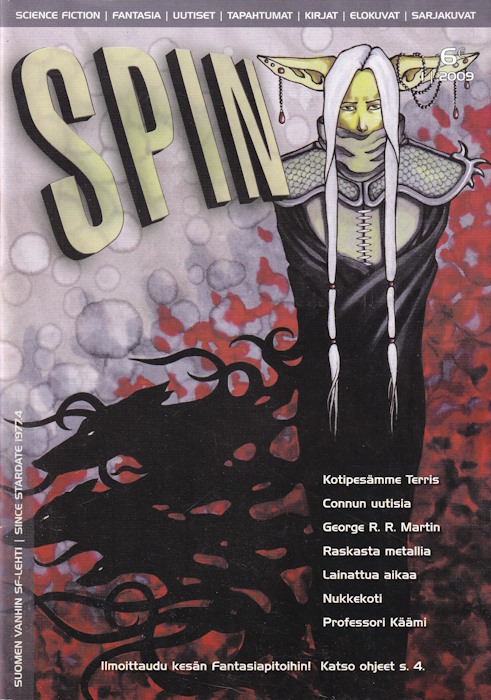 SCIENCE FICTION | FANTASIA | UUTISET | TAPAHTUMAT | KIRJAT | ELOKUVAT | SARJAKUVAT
SPIN
6€
1 | 2009
Kotipesämme Terris
Connun uutisia
George R. R. Martin
Raskasta metallia
Lainattua aikaa
Nukkekoti
Professori Käämi
Ilmoittaudu kesän Fantasiapitoihin! Katso ohjeet s. 4.
SUOMEN VANHIN SF-LEHTI | SINCE STARDATE 1977.4